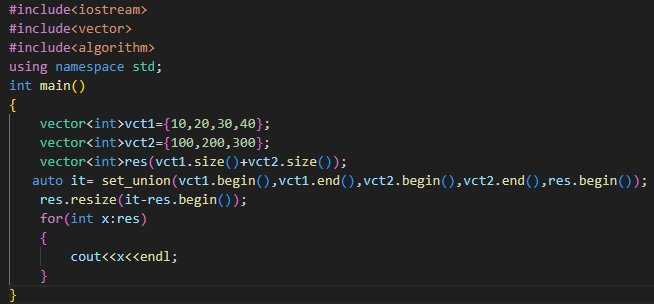 #include<iostream>
#include<vector>
#include<algorithm>
using namespace std;
int main()
{
    vector<int>vct1={10,20,30,40};
    vector<int>vct2={100,200,300};
    vector<int>res(vct1.size()+vct2.size());
   auto it= set_union(vct1.begin(),vct1.end(),vct2.begin(),vct2.end(),res.begin());
    res.resize(it-res.begin());
    for(int x:res)
    {
        cout<<x<<endl;
    }
}